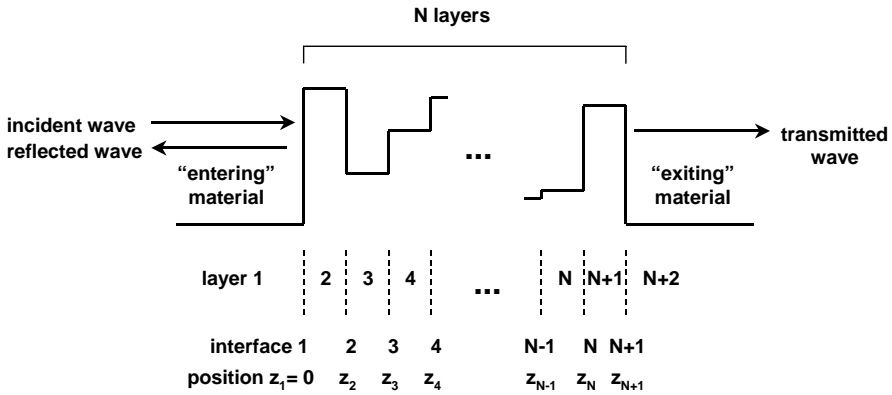 N layers
incident wave
reflected wave
“entering”
material
...
“exiting”
material
transmitted
wave
layer 1 2 3 4 ... N N+1 N+2
interface 1 2 3 4 N-1 N N+1
position z1= 0 z2 z3 z4 zN-1 zN zN+1